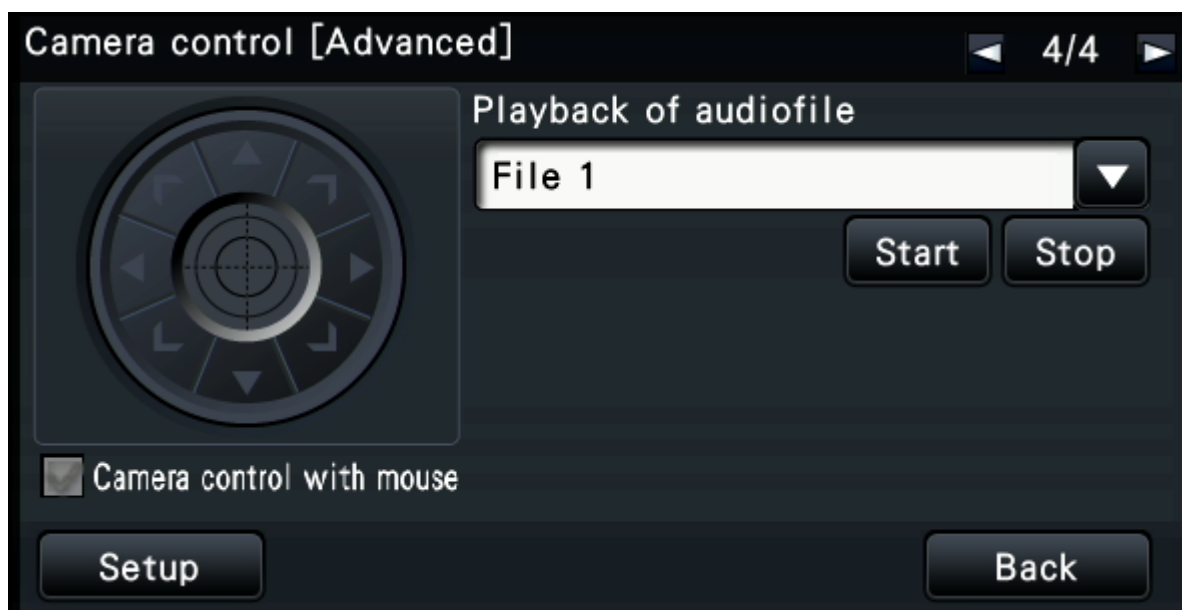 Camera control [Advanced]
4/4
Playback of audiofile
File 1
Start
Stop
Camera control with mouse
Setup
Back